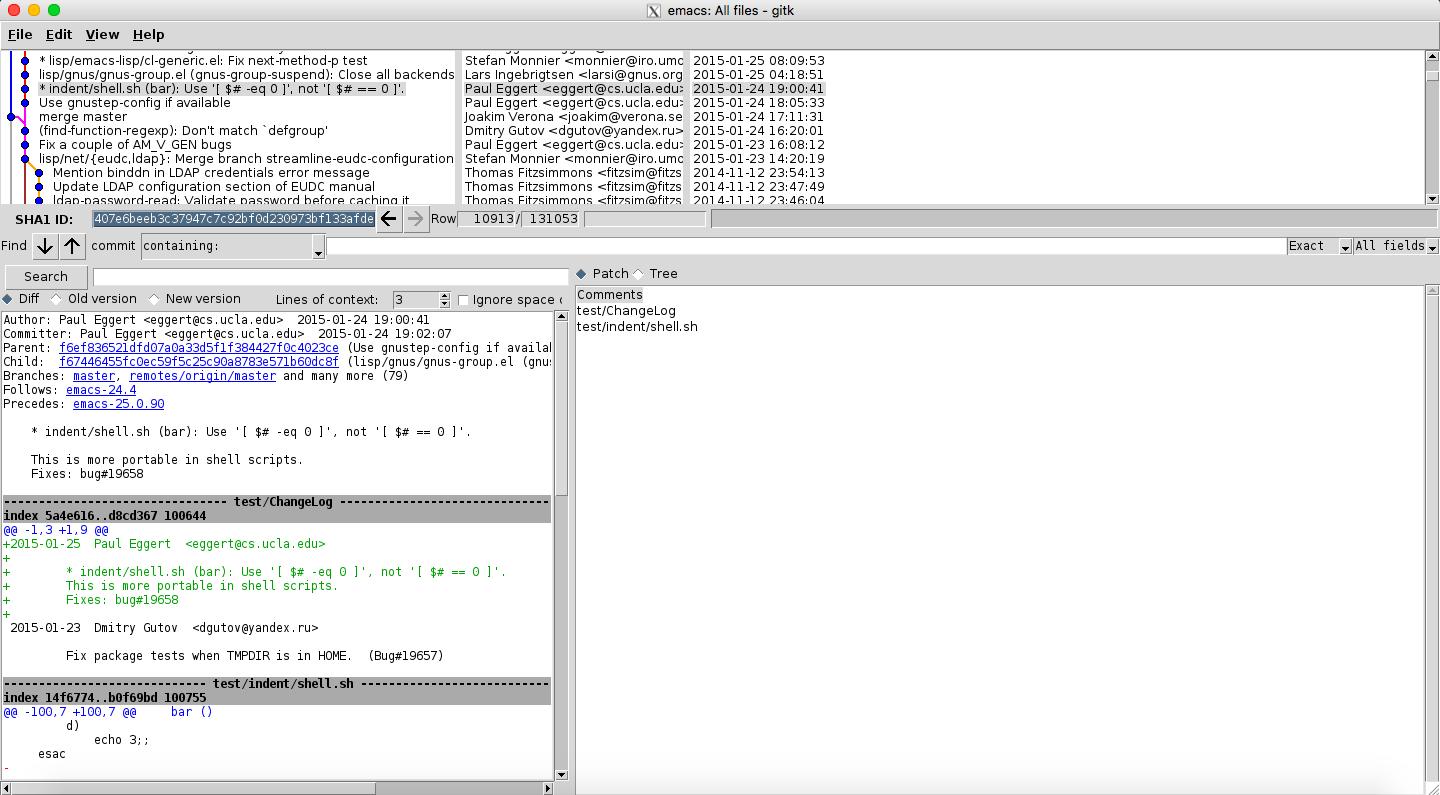 emacs: All files - gitk
File Edit View Help
* lisp/emacs-lisp/cl-generic.el: Fix next-method-p test Stefan Monnier <monnier@iro.umo 2015-01-25 08:09:53
lisp/gnus/gnus-group.el (gnus-group-suspend): Close all backends Lars Ingebrigtsen <larsi@gnus.org 2015-01-25 04:18:51
* indent/shell.sh (bar): Use '[ $# -eq 0 ]', not '[ $# == 0 ]'. Paul Eggert <eggert@cs.ucla.edu> 2015-01-24 19:00:41
Use gnustep-config if available Paul Eggert <eggert@cs.ucla.edu> 2015-01-24 18:05:33
merge master Joakim Verona <joakim@verona.se 2015-01-24 17:11:31
(find-function-regexp): Don't match `defgroup' Dmitry Gutov <dgutov@yandex.ru> 2015-01-24 16:20:01
Fix a couple of AM_V_GEN bugs Paul Eggert <eggert@cs.ucla.edu> 2015-01-23 16:08:12
lisp/net/{eudc,ldap}: Merge branch streamline-eudc-configuration Stefan Monnier <monnier@iro.umo 2015-01-23 14:20:19
Mention binddn in LDAP credentials error message Thomas Fitzsimmons <fitzsim@fitzs 2014-11-12 23:54:13
Update LDAP configuration section of EUDC manual Thomas Fitzsimmons <fitzsim@fitzs 2014-11-12 23:47:49
ldap-password-read: Validate password before caching it Thomas Fitzsimmons <fitzsim@fitzs 2014-11-12 23:46:04
SHA1 ID: 407e6beeb3c37947c7c92bf0d230973bf133afde Row 10913 / 131053
Find commit containing: Exact All fields
Search
Patch Tree
Diff Old version New version Lines of context: 3 Ignore space c
Comments
test/ChangeLog
test/indent/shell.sh
Author: Paul Eggert <eggert@cs.ucla.edu>  2015-01-24 19:00:41
Committer: Paul Eggert <eggert@cs.ucla.edu>  2015-01-24 19:02:07
Parent: f6ef836521dfd07a0a33d5f1f384427f0c4023ce (Use gnustep-config if availal
Child:  f67446455fc0ec59f5c25c90a8783e571b60dc8f (lisp/gnus/gnus-group.el (gnu
Branches: master, remotes/origin/master and many more (79)
Follows: emacs-24.4
Precedes: emacs-25.0.90
* indent/shell.sh (bar): Use '[ $# -eq 0 ]', not '[ $# == 0 ]'.
This is more portable in shell scripts.
Fixes: bug#19658
-------------------------------- test/ChangeLog ------------------------------
index 5a4e616..d8cd367 100644
@@ -1,3 +1,9 @@
+2015-01-25  Paul Eggert  <eggert@cs.ucla.edu>
+
+        * indent/shell.sh (bar): Use '[ $# -eq 0 ]', not '[ $# == 0 ]'.
+        This is more portable in shell scripts.
+        Fixes: bug#19658
+
2015-01-23  Dmitry Gutov  <dgutov@yandex.ru>
Fix package tests when TMPDIR is in HOME.  (Bug#19657)
----------------------------- test/indent/shell.sh ---------------------------
index 14f6774..b0f69bd 100755
@@ -100,7 +100,7 @@     bar ()
d)
echo 3;;
esac
-